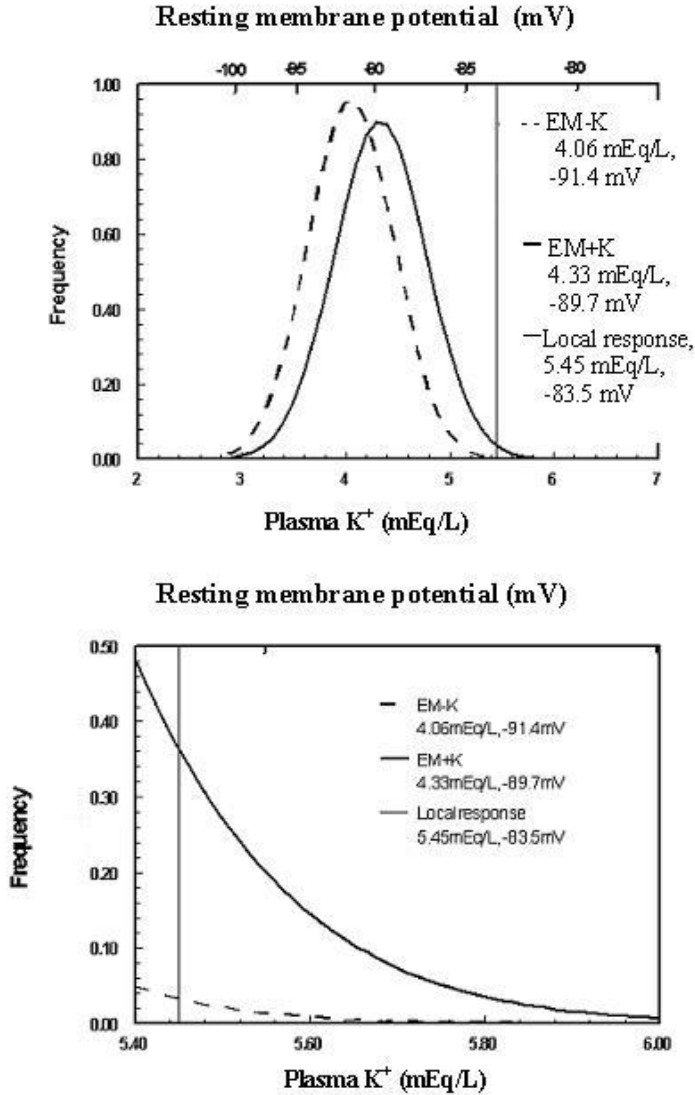 Resting membrane potential (mV)
-100 -95 -90 -85 -80
1.00
0.80
0.60
0.40
0.20
0.00
Frequency
2 3 4 5 6 7
Plasma K⁺ (mEq/L)
-- EM-K
4.06 mEq/L,
-91.4 mV
— EM+K
4.33 mEq/L,
-89.7 mV
—Local response,
5.45 mEq/L,
-83.5 mV
Resting membrane potential (mV)
0.50
0.40
0.30
0.20
0.10
0.00
Frequency
5.40 5.60 5.80 6.00
Plasma K⁺ (mEq/L)
EM-K
4.06mEq/L,-91.4mV
EM+K
4.33mEq/L,-89.7mV
Local response
5.45mEq/L,-83.5mV